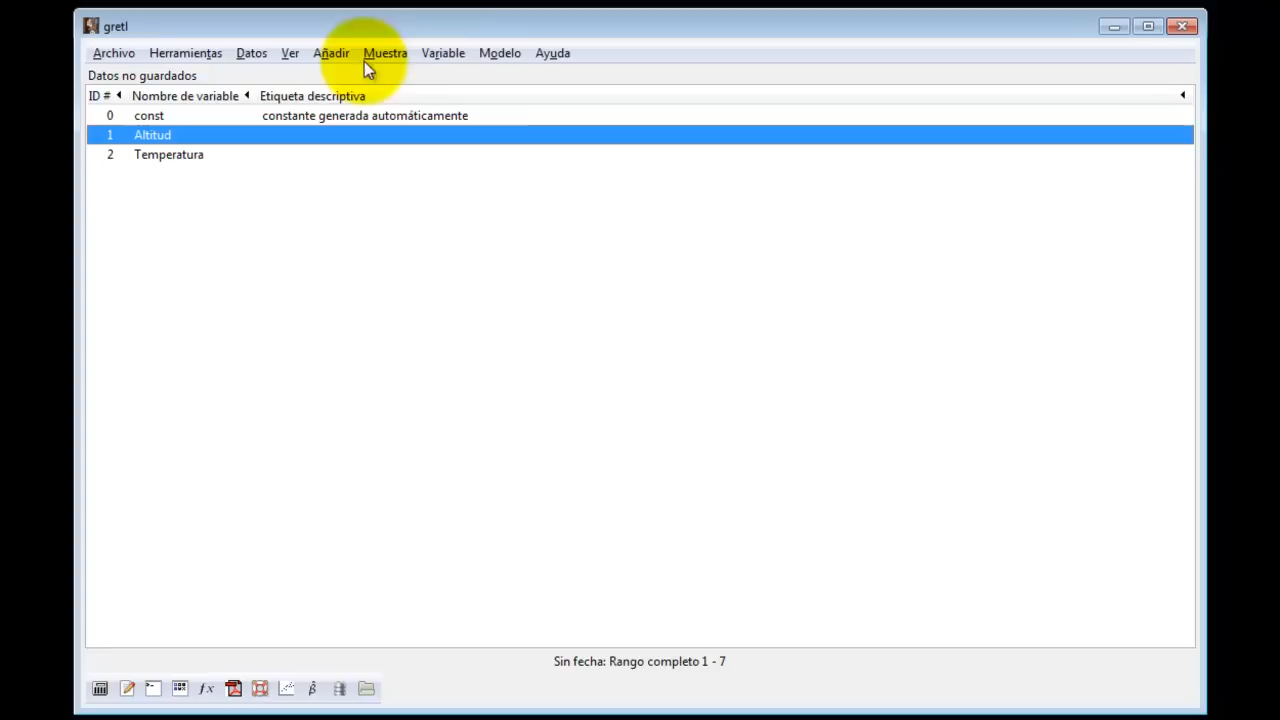 gretl
Archivo Herramientas Datos Ver Añadir Muestra Variable Modelo Ayuda
Datos no guardados
ID # Nombre de variable Etiqueta descriptiva
0 const constante generada automáticamente
1 Altitud
2 Temperatura
Sin fecha: Rango completo 1 - 7
fx β̂